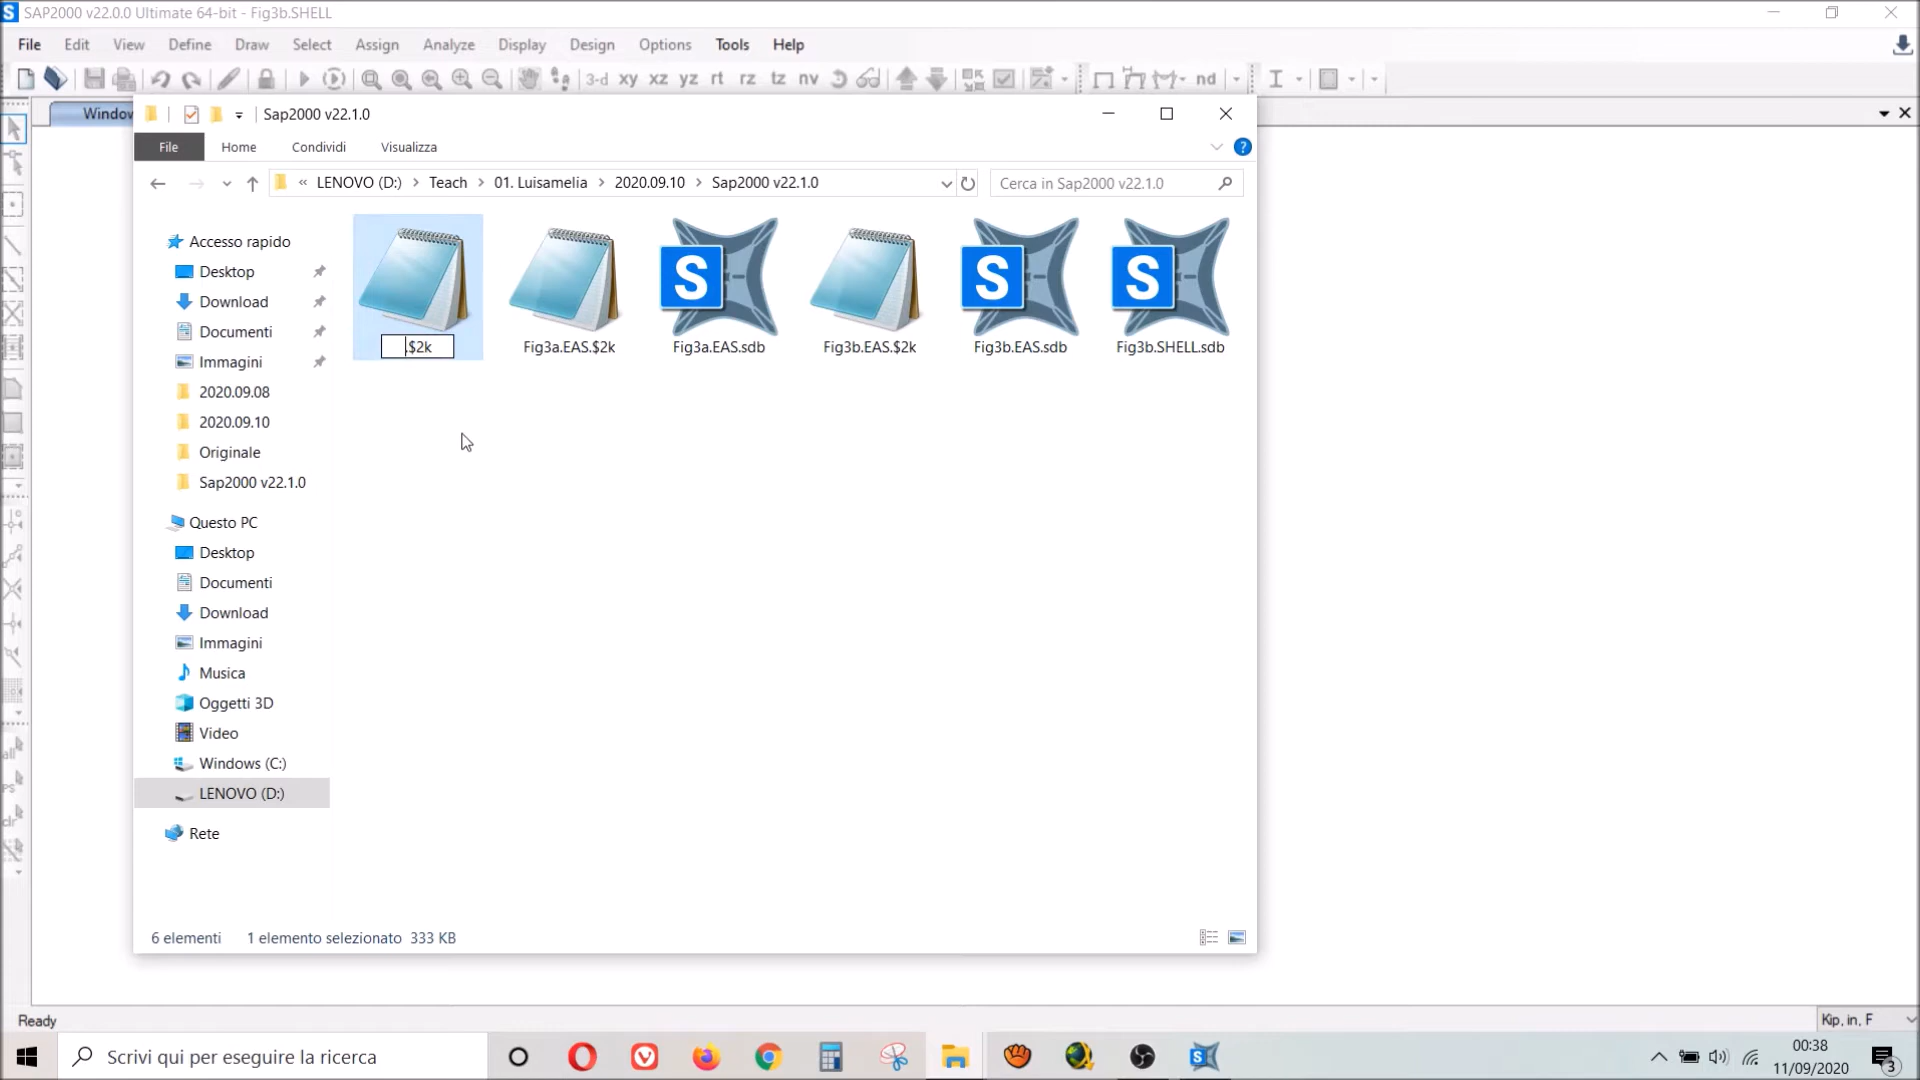 SAP2000 v22.0.0 Ultimate 64-bit - Fig3b.SHELL
File Edit View Define Draw Select Assign Analyze Display Design Options Tools Help
3-d xy xz yz rt rz tz nv nd
Window
Sap2000 v22.1.0
File Home Condividi Visualizza
« LENOVO (D:) > Teach > 01. Luisamelia > 2020.09.10 > Sap2000 v22.1.0
Cerca in Sap2000 v22.1.0
Accesso rapido
Desktop
Download
Documenti
Immagini
2020.09.08
2020.09.10
Originale
Sap2000 v22.1.0
Questo PC
Desktop
Documenti
Download
Immagini
Musica
Oggetti 3D
Video
Windows (C:)
LENOVO (D:)
Rete
.$2k
Fig3a.EAS.$2k
S
Fig3a.EAS.sdb
Fig3b.EAS.$2k
S
Fig3b.EAS.sdb
S
Fig3b.SHELL.sdb
6 elementi 1 elemento selezionato 333 KB
all
PS
clr
Ready
Kip, in, F
Scrivi qui per eseguire la ricerca
00:38
11/09/2020
3